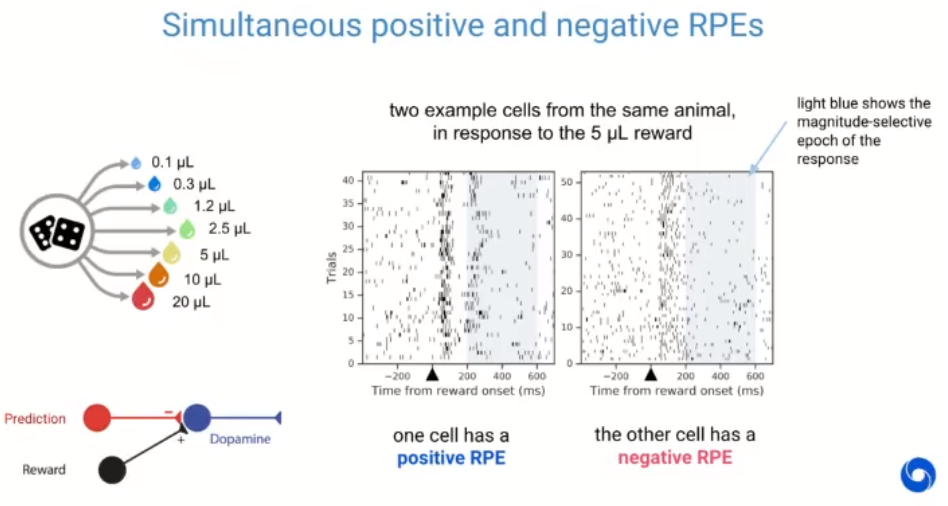 Simultaneous positive and negative RPEs
two example cells from the same animal,
in response to the 5 µL reward
light blue shows the
magnitude-selective
epoch of the
response
0.1 µL
0.3 µL
1.2 µL
2.5 µL
5 µL
10 µL
20 µL
Trials
40
35
30
25
20
15
10
5
0
−200
200
400
600
Time from reward onset (ms)
50
40
30
20
10
0
−200
200
400
600
Time from reward onset (ms)
Prediction
−
+
Dopamine
Reward
one cell has a
positive RPE
the other cell has a
negative RPE